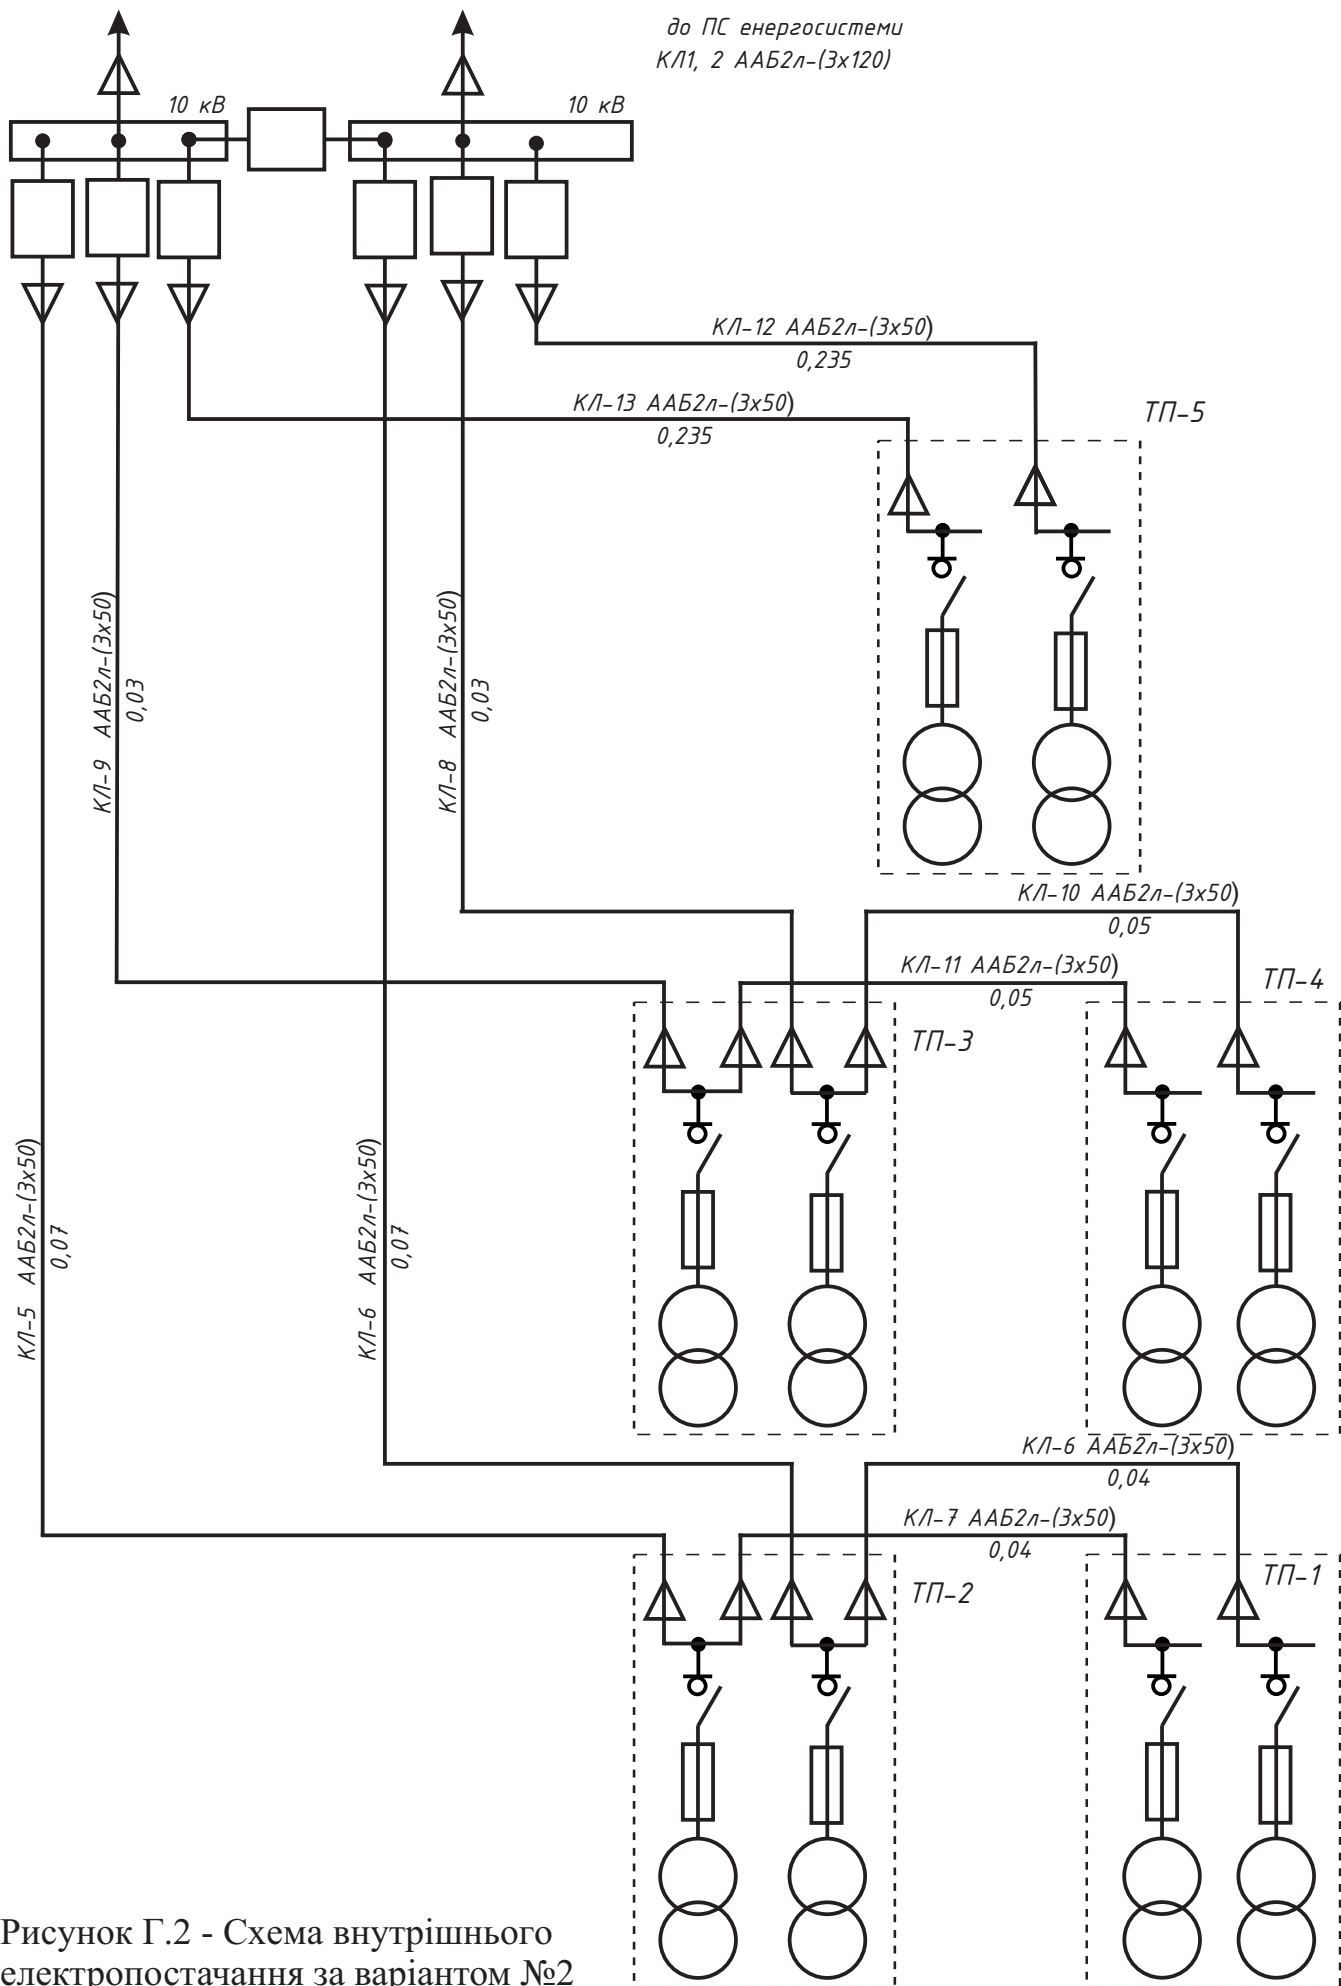 до ПС енергосистеми
КЛ1, 2 ААБ2л-(3х120)
10 кВ
10 кВ
КЛ-12 ААБ2л-(3х50)
0,235
КЛ-13 ААБ2л-(3х50)
0,235
ТП-5
КЛ-9 ААБ2л-(3х50)
0,03
КЛ-8 ААБ2л-(3х50)
0,03
КЛ-10 ААБ2л-(3х50)
0,05
КЛ-11 ААБ2л-(3х50)
0,05
ТП-4
ТП-3
КЛ-5 ААБ2л-(3х50)
0,07
КЛ-6 ААБ2л-(3х50)
0,07
КЛ-6 ААБ2л-(3х50)
0,04
КЛ-7 ААБ2л-(3х50)
0,04
ТП-2
ТП-1
Рисунок Г.2 - Схема внутрішнього
електропостачання за варіантом №2